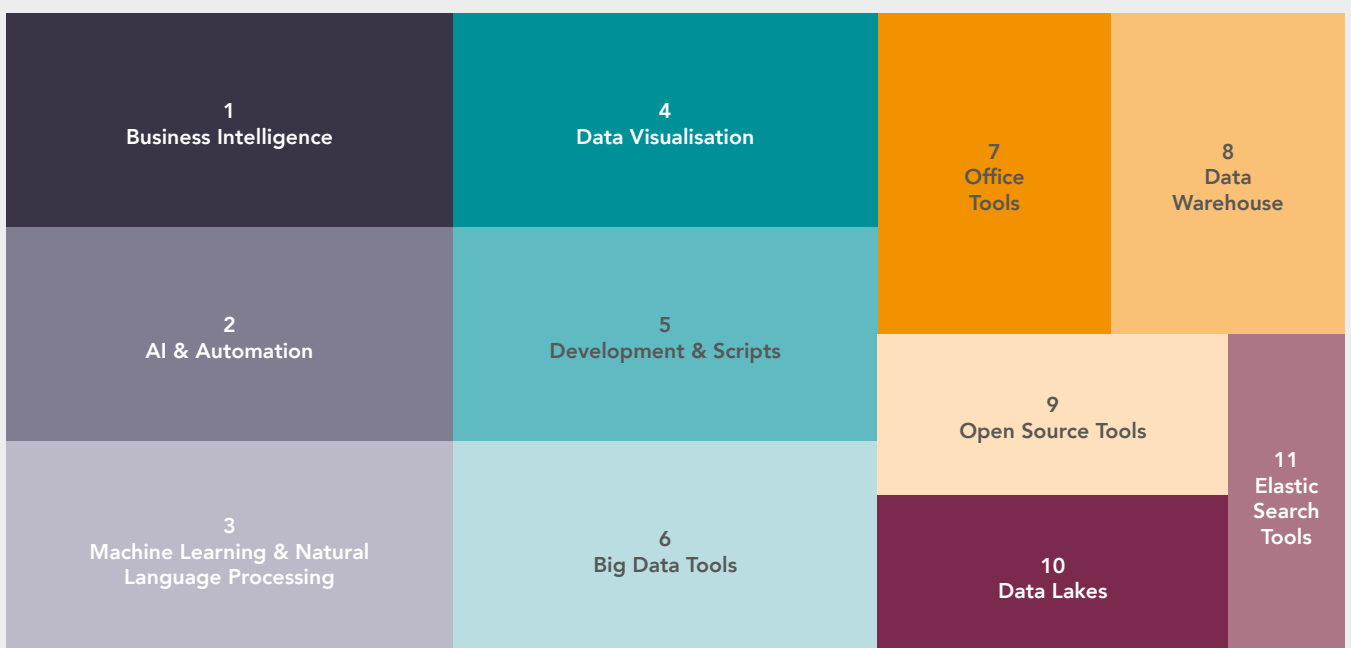 1
Business Intelligence
2
AI & Automation
3
Machine Learning & Natural
Language Processing
4
Data Visualisation
5
Development & Scripts
6
Big Data Tools
7
Office
Tools
8
Data
Warehouse
9
Open Source Tools
10
Data Lakes
11
Elastic
Search
Tools